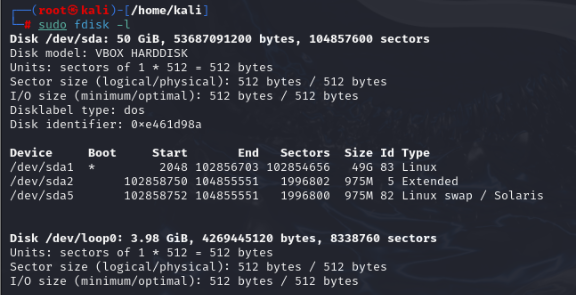 ┌──(root㉿kali)-[/home/kali]
└─# sudo fdisk -l
Disk /dev/sda: 50 GiB, 53687091200 bytes, 104857600 sectors
Disk model: VBOX HARDDISK
Units: sectors of 1 * 512 = 512 bytes
Sector size (logical/physical): 512 bytes / 512 bytes
I/O size (minimum/optimal): 512 bytes / 512 bytes
Disklabel type: dos
Disk identifier: 0×e461d98a
Device     Boot     Start       End   Sectors  Size Id Type
/dev/sda1  *         2048 102856703 102854656   49G 83 Linux
/dev/sda2       102858750 104855551   1996802  975M  5 Extended
/dev/sda5       102858752 104855551   1996800  975M 82 Linux swap / Solaris
Disk /dev/loop0: 3.98 GiB, 4269445120 bytes, 8338760 sectors
Units: sectors of 1 * 512 = 512 bytes
Sector size (logical/physical): 512 bytes / 512 bytes
I/O size (minimum/optimal): 512 bytes / 512 bytes